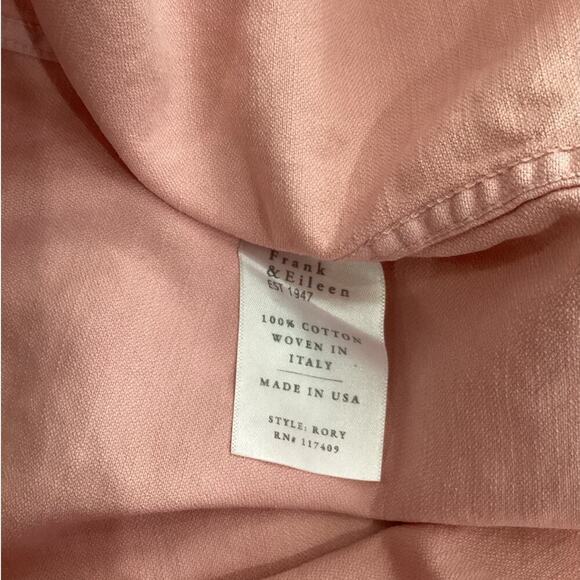 Frank
& Eileen
EST 1947
100% COTTON
WOVEN IN
ITALY
MADE IN USA
STYLE: RORY
RN# 117409